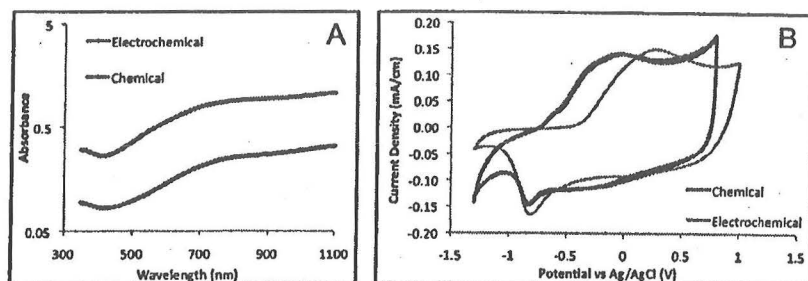 A
5
Electrochemical
Chemical
Absorbance
0.5
0.05
300 500 700 900 1100
Wavelength (nm)
B
0.20
0.15
0.10
0.05
0.00
-0.05
-0.10
-0.15
-0.20
Current Density (mA/cm)
Chemical
Electrochemical
-1.5 -1 -0.5 0 0.5 1 1.5
Potential vs Ag/AgCl (V)